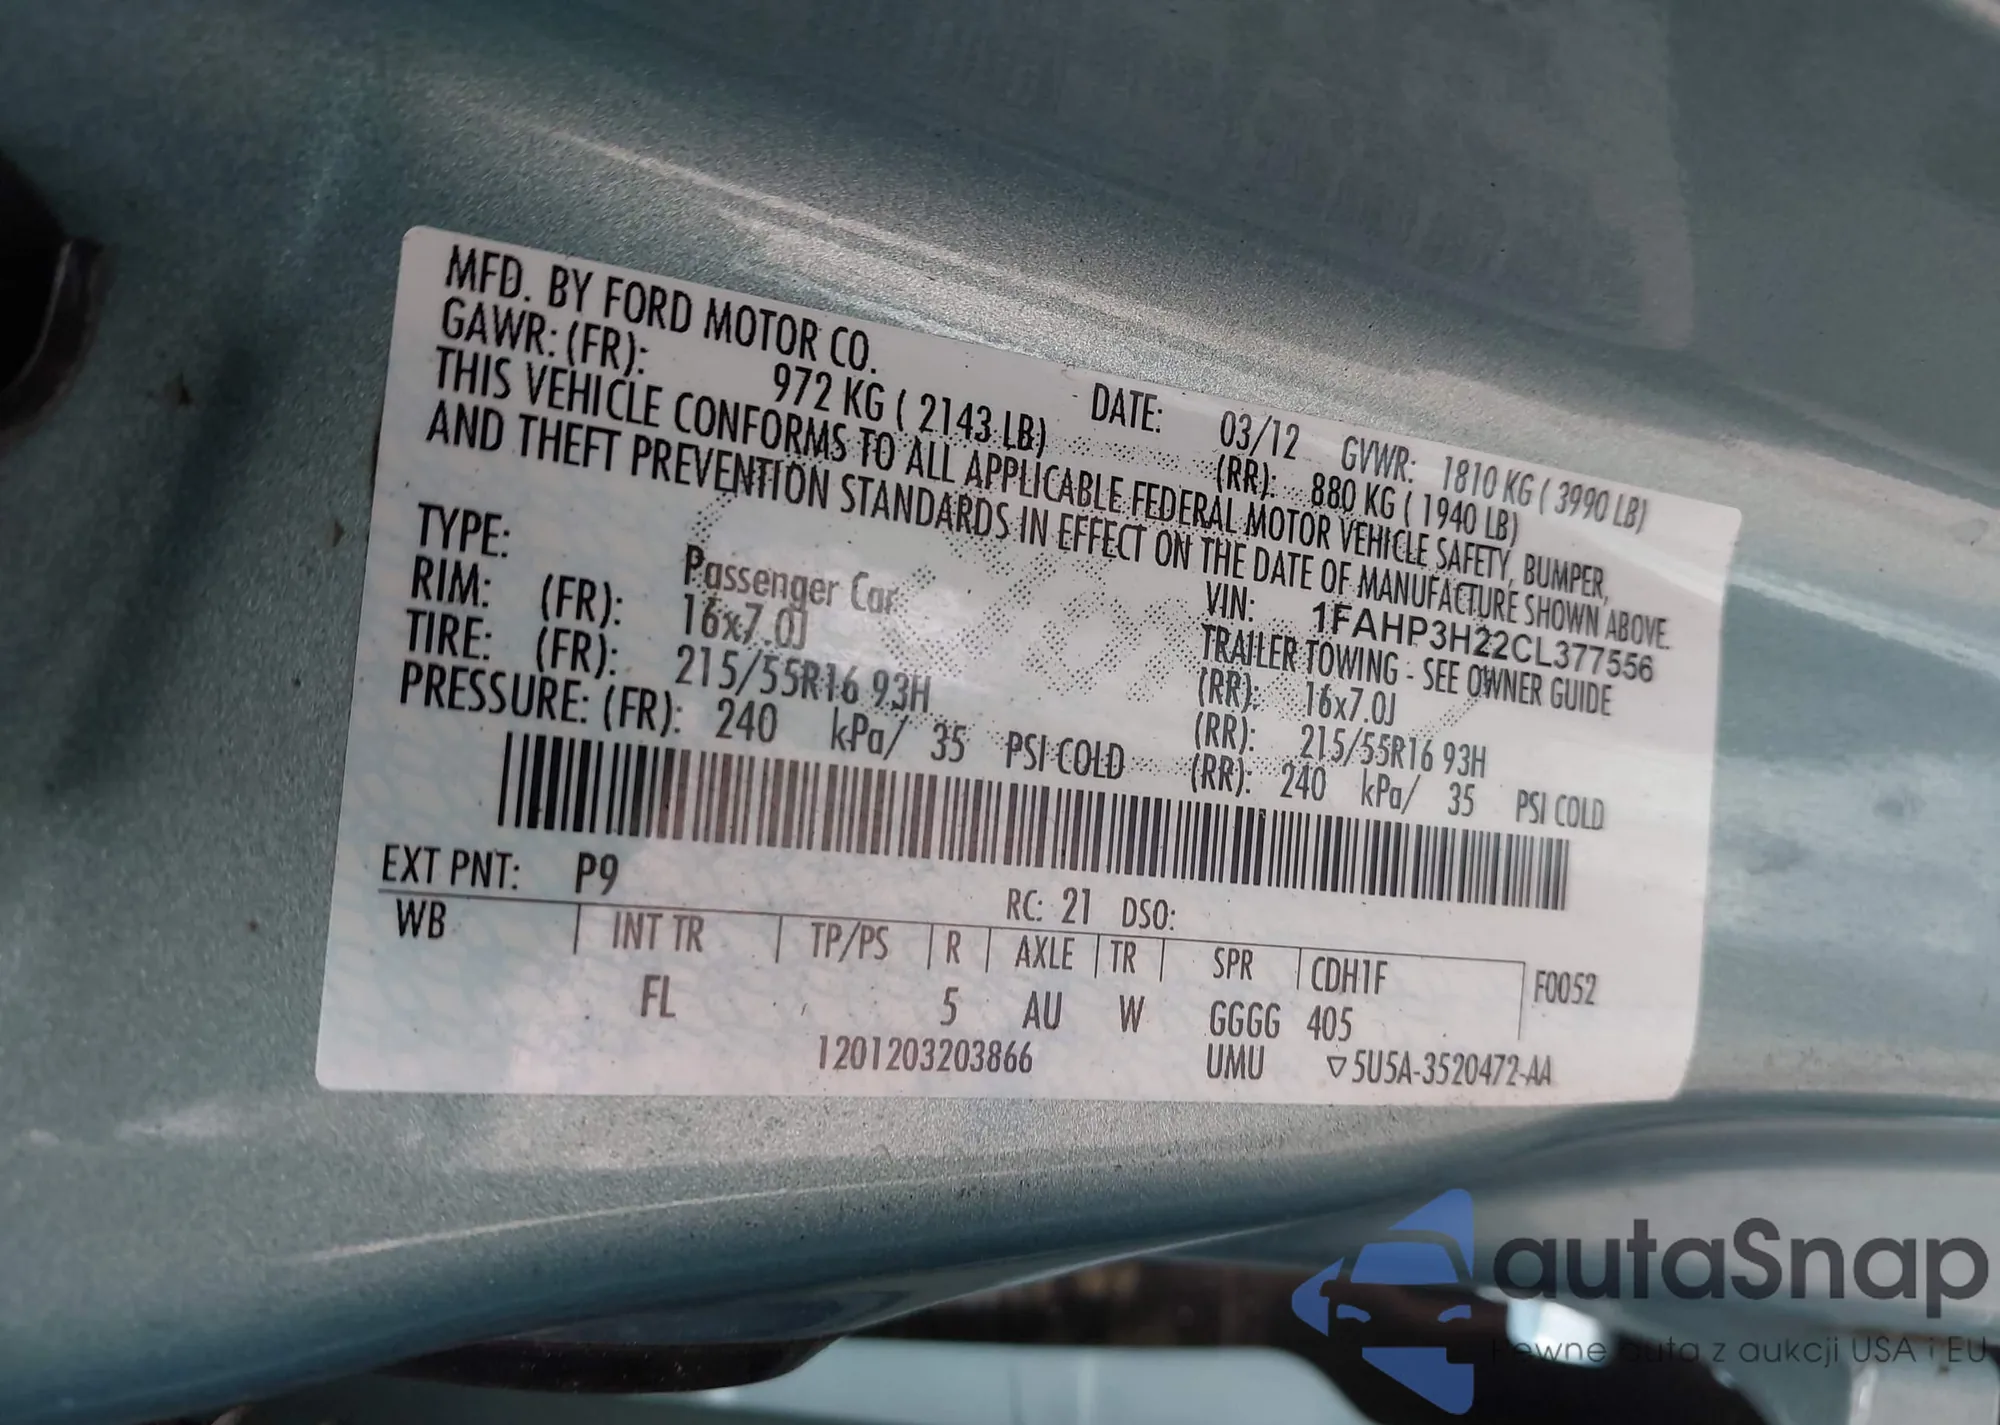 MFD. BY FORD MOTOR CO. DATE: 03/12 GVWR: 1810 KG ( 3990 LB)
GAWR: (FR): 972 KG ( 2143 LB) (RR): 880 KG ( 1940 LB)
THIS VEHICLE CONFORMS TO ALL APPLICABLE FEDERAL MOTOR VEHICLE SAFETY, BUMPER,
AND THEFT PREVENTION STANDARDS IN EFFECT ON THE DATE OF MANUFACTURE SHOWN ABOVE.
VIN: 1FAHP3H22CL377556
TYPE: Passenger Car TRAILER TOWING - SEE OWNER GUIDE
RIM: (FR): 16x7.0J (RR): 16x7.0J
TIRE: (FR): 215/55R16 93H (RR): 215/55R16 93H
PRESSURE: (FR): 240 kPa/ 35 PSI COLD (RR): 240 kPa/ 35 PSI COLD
EXT PNT: P9 RC: 21 DSO:
WB INT TR TP/PS R AXLE TR SPR CDH1F F0052
FL 5 AU W GGGG 405
1201203203866 UMU ▽5U5A-3520472-AA
autaSnap
Pewne auta z aukcji USA i EU